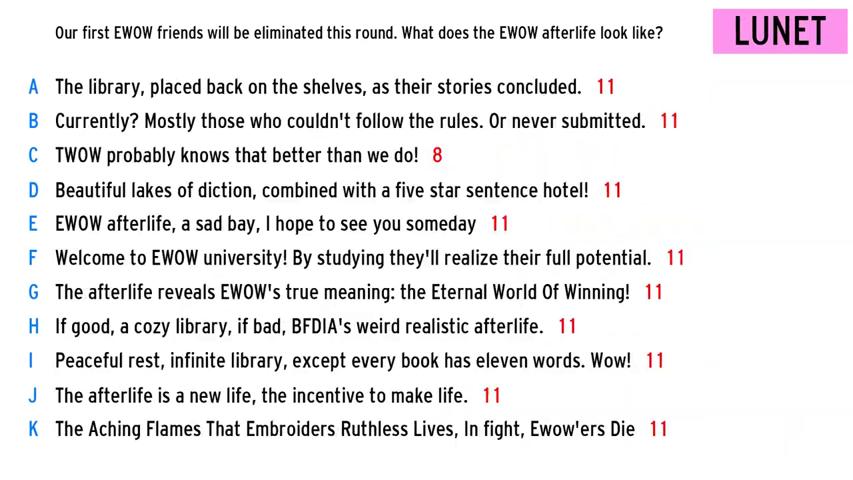 Our first EWOW friends will be eliminated this round. What does the EWOW afterlife look like?
LUNET
A The library, placed back on the shelves, as their stories concluded. 11
B Currently? Mostly those who couldn't follow the rules. Or never submitted. 11
C TWOW probably knows that better than we do! 8
D Beautiful lakes of diction, combined with a five star sentence hotel! 11
E EWOW afterlife, a sad bay, I hope to see you someday 11
F Welcome to EWOW university! By studying they'll realize their full potential. 11
G The afterlife reveals EWOW's true meaning: the Eternal World Of Winning! 11
H If good, a cozy library, if bad, BFDIA's weird realistic afterlife. 11
I Peaceful rest, infinite library, except every book has eleven words. Wow! 11
J The afterlife is a new life, the incentive to make life. 11
K The Aching Flames That Embroiders Ruthless Lives, In fight, Ewow'ers Die 11